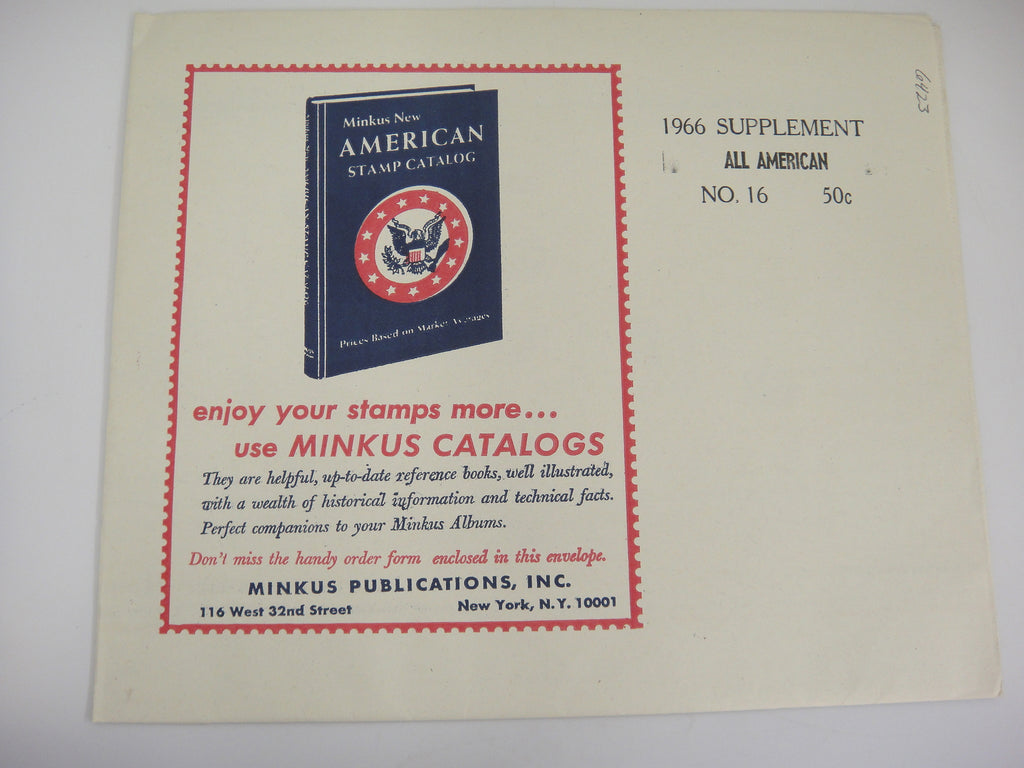 Minkus New
AMERICAN
STAMP CATALOG
Prices Based on Market Averages
enjoy your stamps more...
use MINKUS CATALOGS
They are helpful, up-to-date reference books, well illustrated,
with a wealth of historical information and technical facts.
Perfect companions to your Minkus Albums.
Don't miss the handy order form enclosed in this envelope.
MINKUS PUBLICATIONS, INC.
116 West 32nd Street New York, N.Y. 10001
1966 SUPPLEMENT
ALL AMERICAN
NO. 16 50c
6423